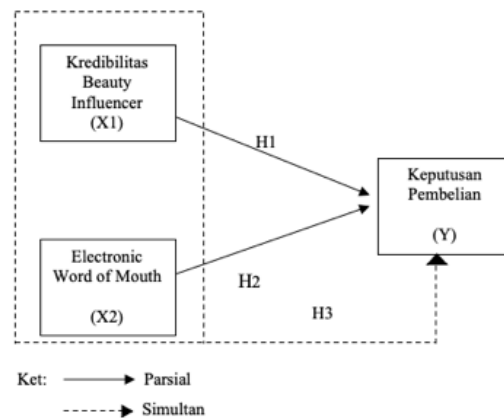 Kredibilitas
Beauty
Influencer
(X1)
H1
Keputusan
Pembelian
(Y)
Electronic
Word of Mouth
(X2)
H2
H3
Ket:
Parsial
Simultan